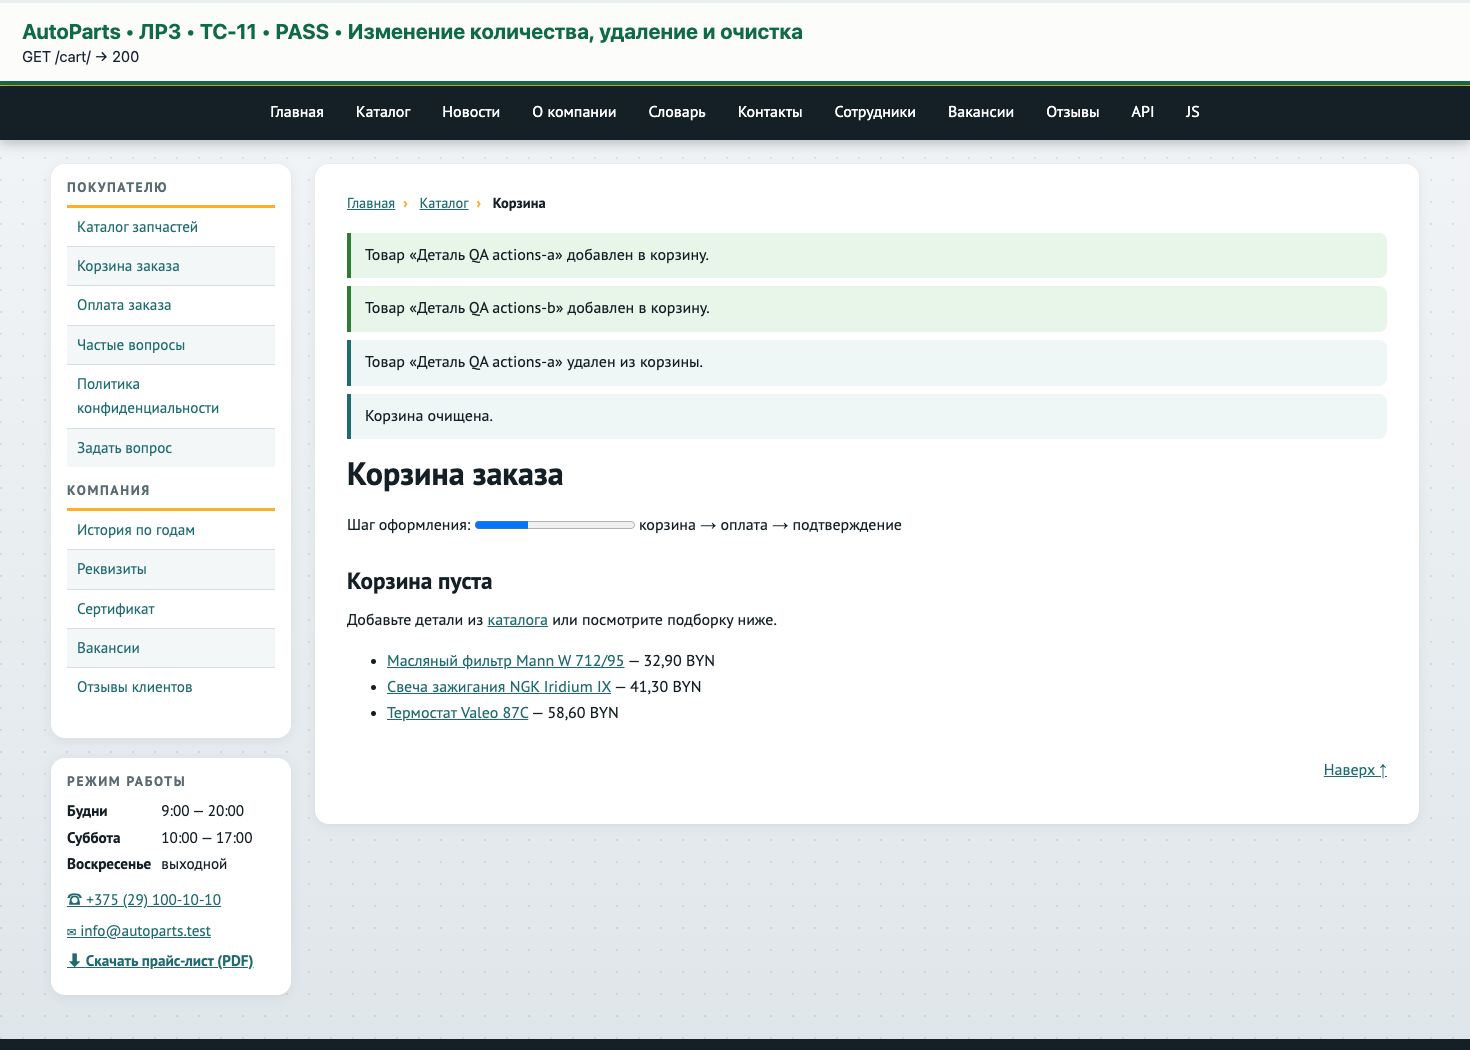 AutoParts • ЛР3 • TC-11 • PASS • Изменение количества, удаление и очистка
GET /cart/ → 200
Главная Каталог Новости О компании Словарь Контакты Сотрудники Вакансии Отзывы API JS
ПОКУПАТЕЛЮ
Каталог запчастей
Корзина заказа
Оплата заказа
Частые вопросы
Политика
конфиденциальности
Задать вопрос
КОМПАНИЯ
История по годам
Реквизиты
Сертификат
Вакансии
Отзывы клиентов
РЕЖИМ РАБОТЫ
Будни 9:00 — 20:00
Суббота 10:00 — 17:00
Воскресенье выходной
☎ +375 (29) 100-10-10
✉ info@autoparts.test
⬇ Скачать прайс-лист (PDF)
Главная › Каталог › Корзина
Товар «Деталь QA actions-a» добавлен в корзину.
Товар «Деталь QA actions-b» добавлен в корзину.
Товар «Деталь QA actions-a» удален из корзины.
Корзина очищена.
Корзина заказа
Шаг оформления: корзина → оплата → подтверждение
Корзина пуста
Добавьте детали из каталога или посмотрите подборку ниже.
• Масляный фильтр Mann W 712/95 — 32,90 BYN
• Свеча зажигания NGK Iridium IX — 41,30 BYN
• Термостат Valeo 87C — 58,60 BYN
Наверх ↑